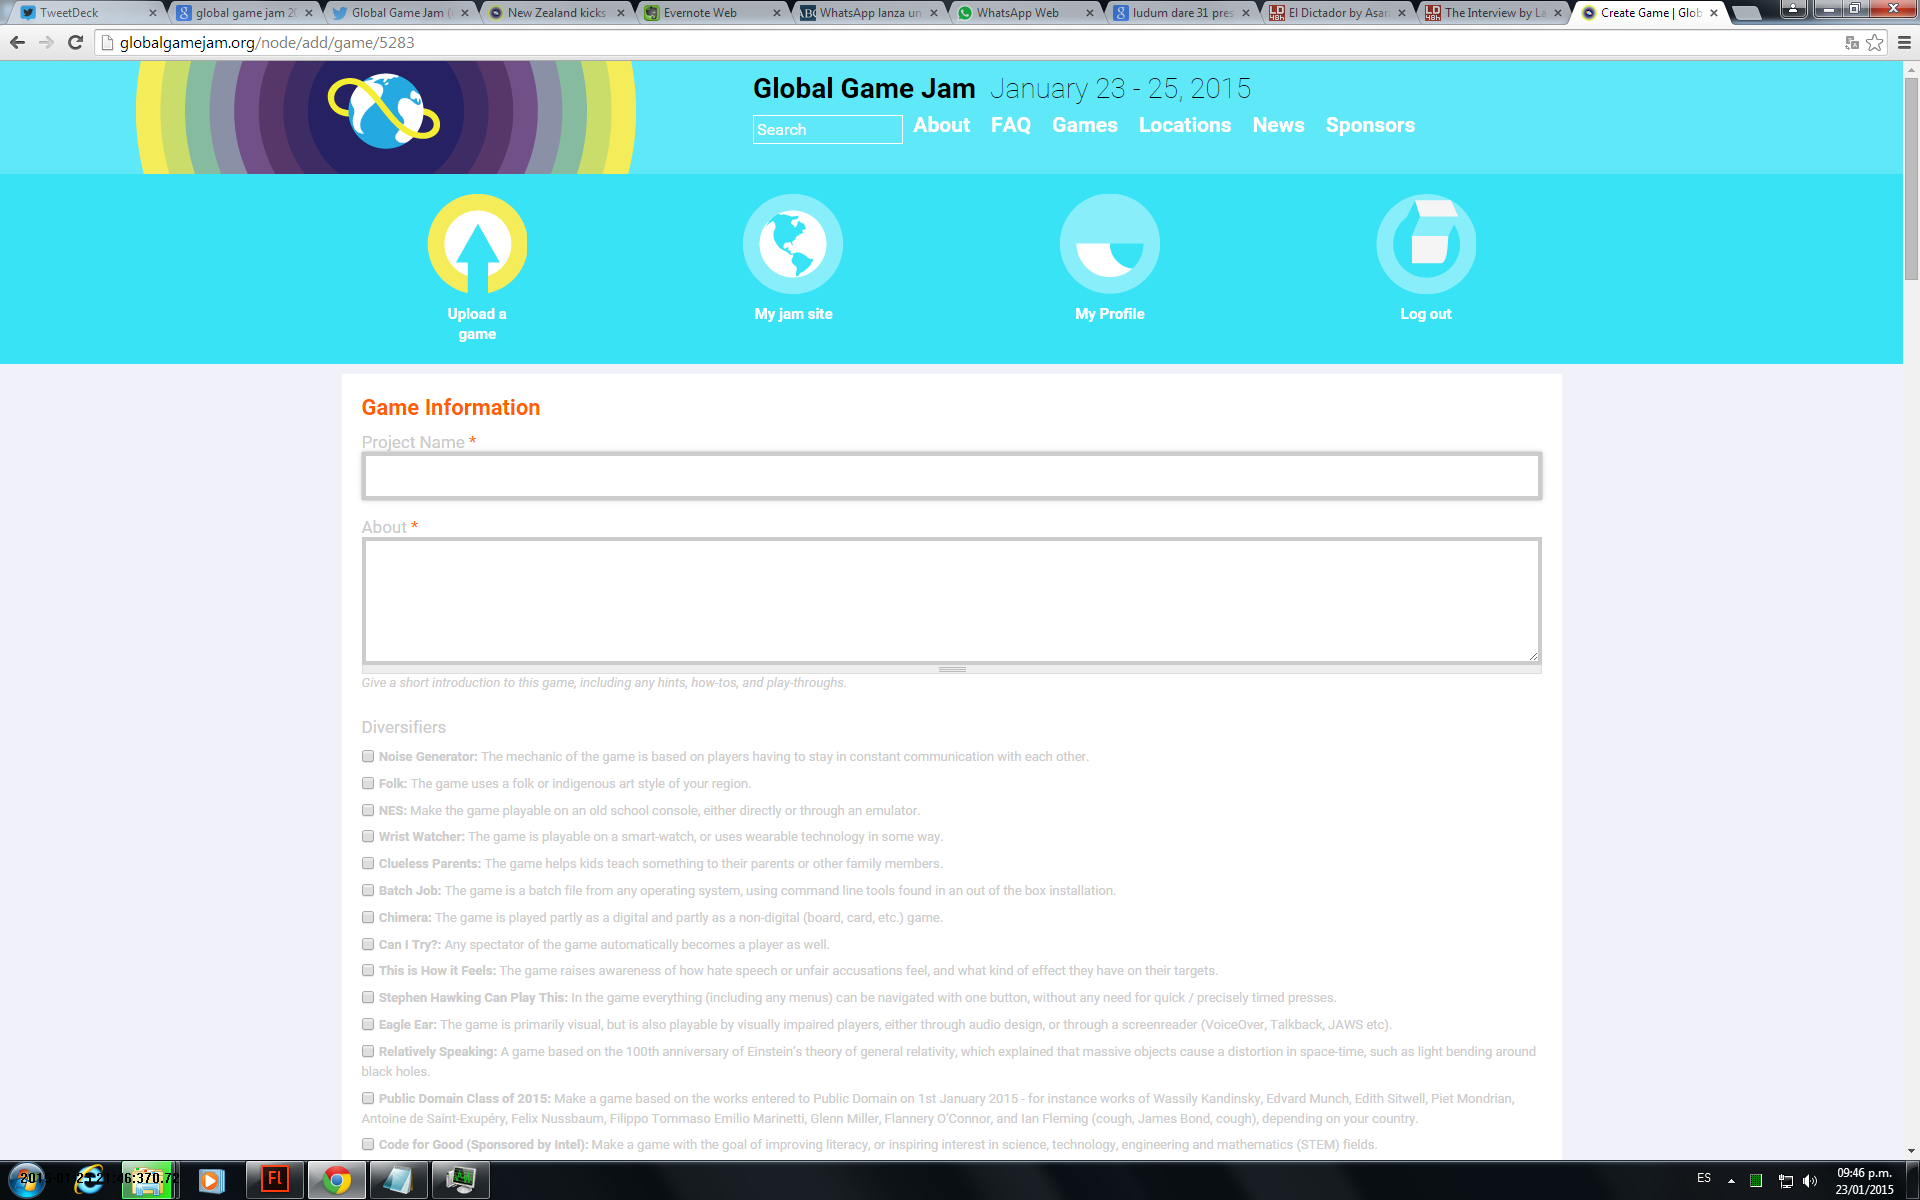 TweetDeck
global game jam 20
Global Game Jam (
New Zealand kicks
Evernote Web
ABC WhatsApp lanza un
WhatsApp Web
ludum dare 31 pres
LD 48h El Dictador by Asar
LD 48h The Interview by La
Create Game | Glob
globalgamejam.org/node/add/game/5283
Global Game Jam January 23 - 25, 2015
Search About FAQ Games Locations News Sponsors
Upload a
game
My jam site
My Profile
Log out
Game Information
Project Name *
About *
Give a short introduction to this game, including any hints, how-tos, and play-throughs.
Diversifiers
Noise Generator: The mechanic of the game is based on players having to stay in constant communication with each other.
Folk: The game uses a folk or indigenous art style of your region.
NES: Make the game playable on an old school console, either directly or through an emulator.
Wrist Watcher: The game is playable on a smart-watch, or uses wearable technology in some way.
Clueless Parents: The game helps kids teach something to their parents or other family members.
Batch Job: The game is a batch file from any operating system, using command line tools found in an out of the box installation.
Chimera: The game is played partly as a digital and partly as a non-digital (board, card, etc.) game.
Can I Try?: Any spectator of the game automatically becomes a player as well.
This is How it Feels: The game raises awareness of how hate speech or unfair accusations feel, and what kind of effect they have on their targets.
Stephen Hawking Can Play This: In the game everything (including any menus) can be navigated with one button, without any need for quick / precisely timed presses.
Eagle Ear: The game is primarily visual, but is also playable by visually impaired players, either through audio design, or through a screenreader (VoiceOver, Talkback, JAWS etc).
Relatively Speaking: A game based on the 100th anniversary of Einstein's theory of general relativity, which explained that massive objects cause a distortion in space-time, such as light bending around
black holes.
Public Domain Class of 2015: Make a game based on the works entered to Public Domain on 1st January 2015 - for instance works of Wassily Kandinsky, Edvard Munch, Edith Sitwell, Piet Mondrian,
Antoine de Saint-Exupéry, Felix Nussbaum, Filippo Tommaso Emilio Marinetti, Glenn Miller, Flannery O'Connor, and Ian Fleming (cough, James Bond, cough), depending on your country.
Code for Good (Sponsored by Intel): Make a game with the goal of improving literacy, or inspiring interest in science, technology, engineering and mathematics (STEM) fields.
Fl
ES
09:46 p.m.
23/01/2015